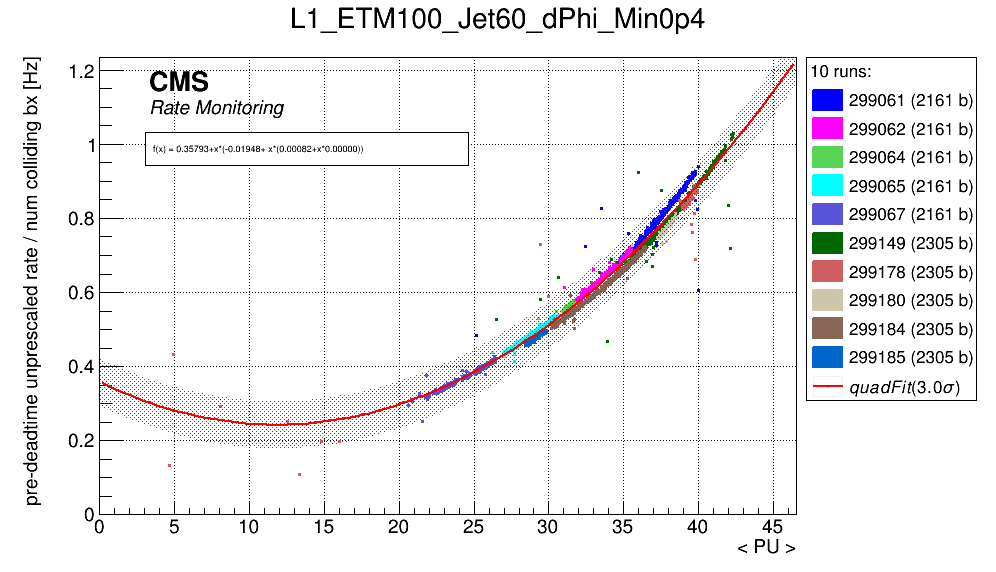 L1_ETM100_Jet60_dPhi_Min0p4
pre-deadtime unprescaled rate / num colliding bx [Hz]
1.2
1
0.8
0.6
0.4
0.2
0
CMS
Rate Monitoring
f(x) = 0.35793+x*(-0.01948+ x*(0.00082+x*0.00000))
0 5 10 15 20 25 30 35 40 45
< PU >
10 runs:
299061 (2161 b)
299062 (2161 b)
299064 (2161 b)
299065 (2161 b)
299067 (2161 b)
299149 (2305 b)
299178 (2305 b)
299180 (2305 b)
299184 (2305 b)
299185 (2305 b)
quadFit(3.0σ)